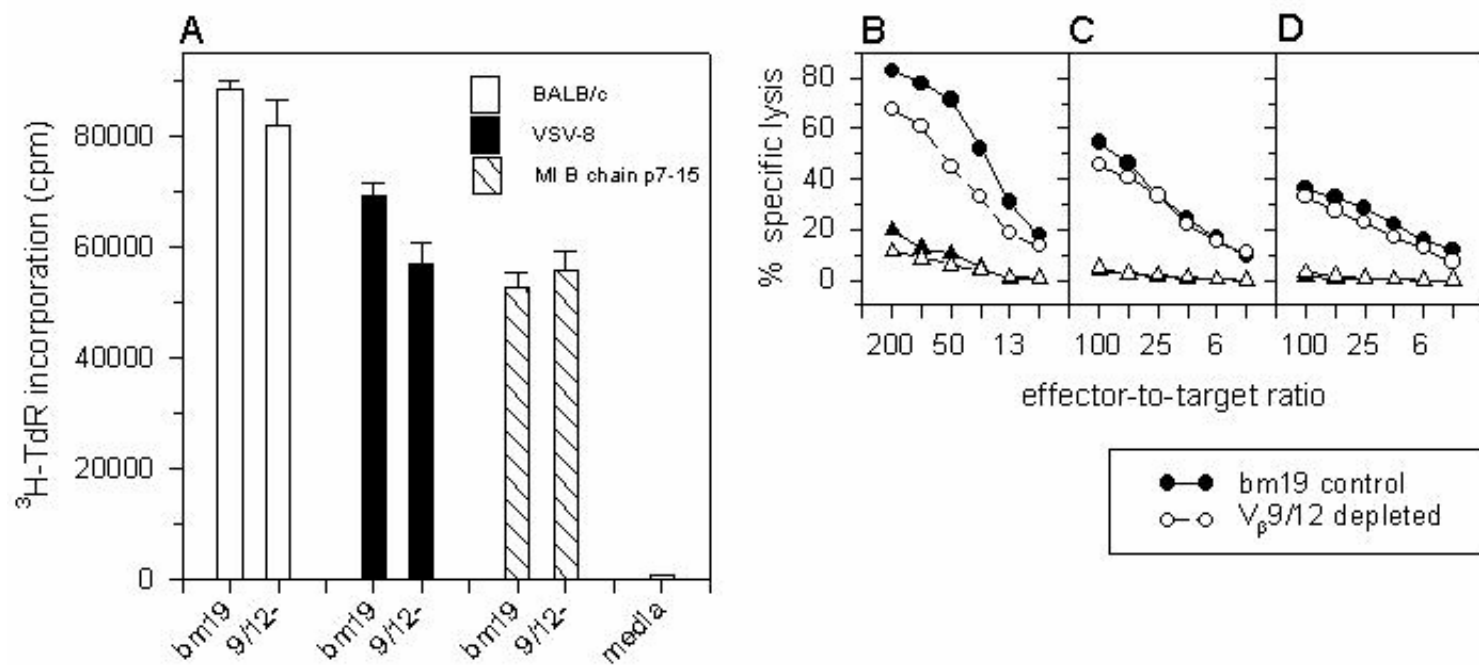 A
³H-TdR incorporation (cpm)
80000
60000
40000
20000
0
BALB/c
VSV-8
MI B chain p7-15
bm19
9/12-
bm19
9/12-
bm19
9/12-
media
B
C
D
% specific lysis
80
60
40
20
0
200
50
13
100
25
6
100
25
6
effector-to-target ratio
bm19 control
Vβ9/12 depleted